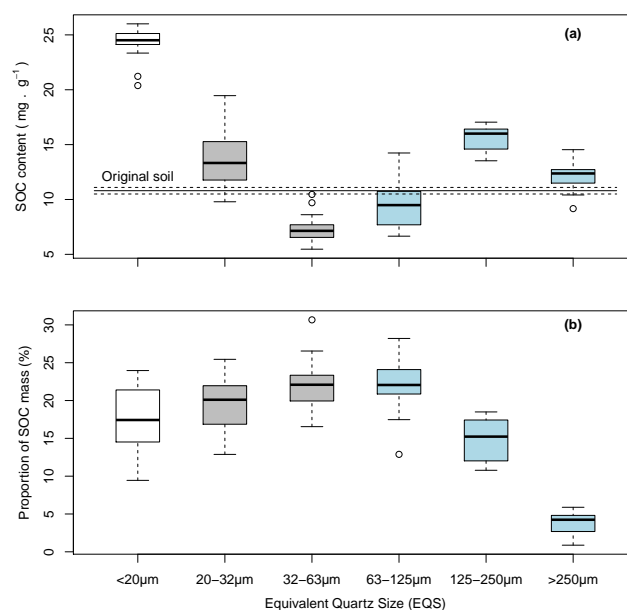 (a)
SOC content ( mg . g⁻¹)
25
20
15
10
5
Original soil
(b)
Proportion of SOC mass (%)
30
25
20
15
10
5
0
<20µm 20−32µm 32−63µm 63−125µm 125−250µm >250µm
Equivalent Quartz Size (EQS)